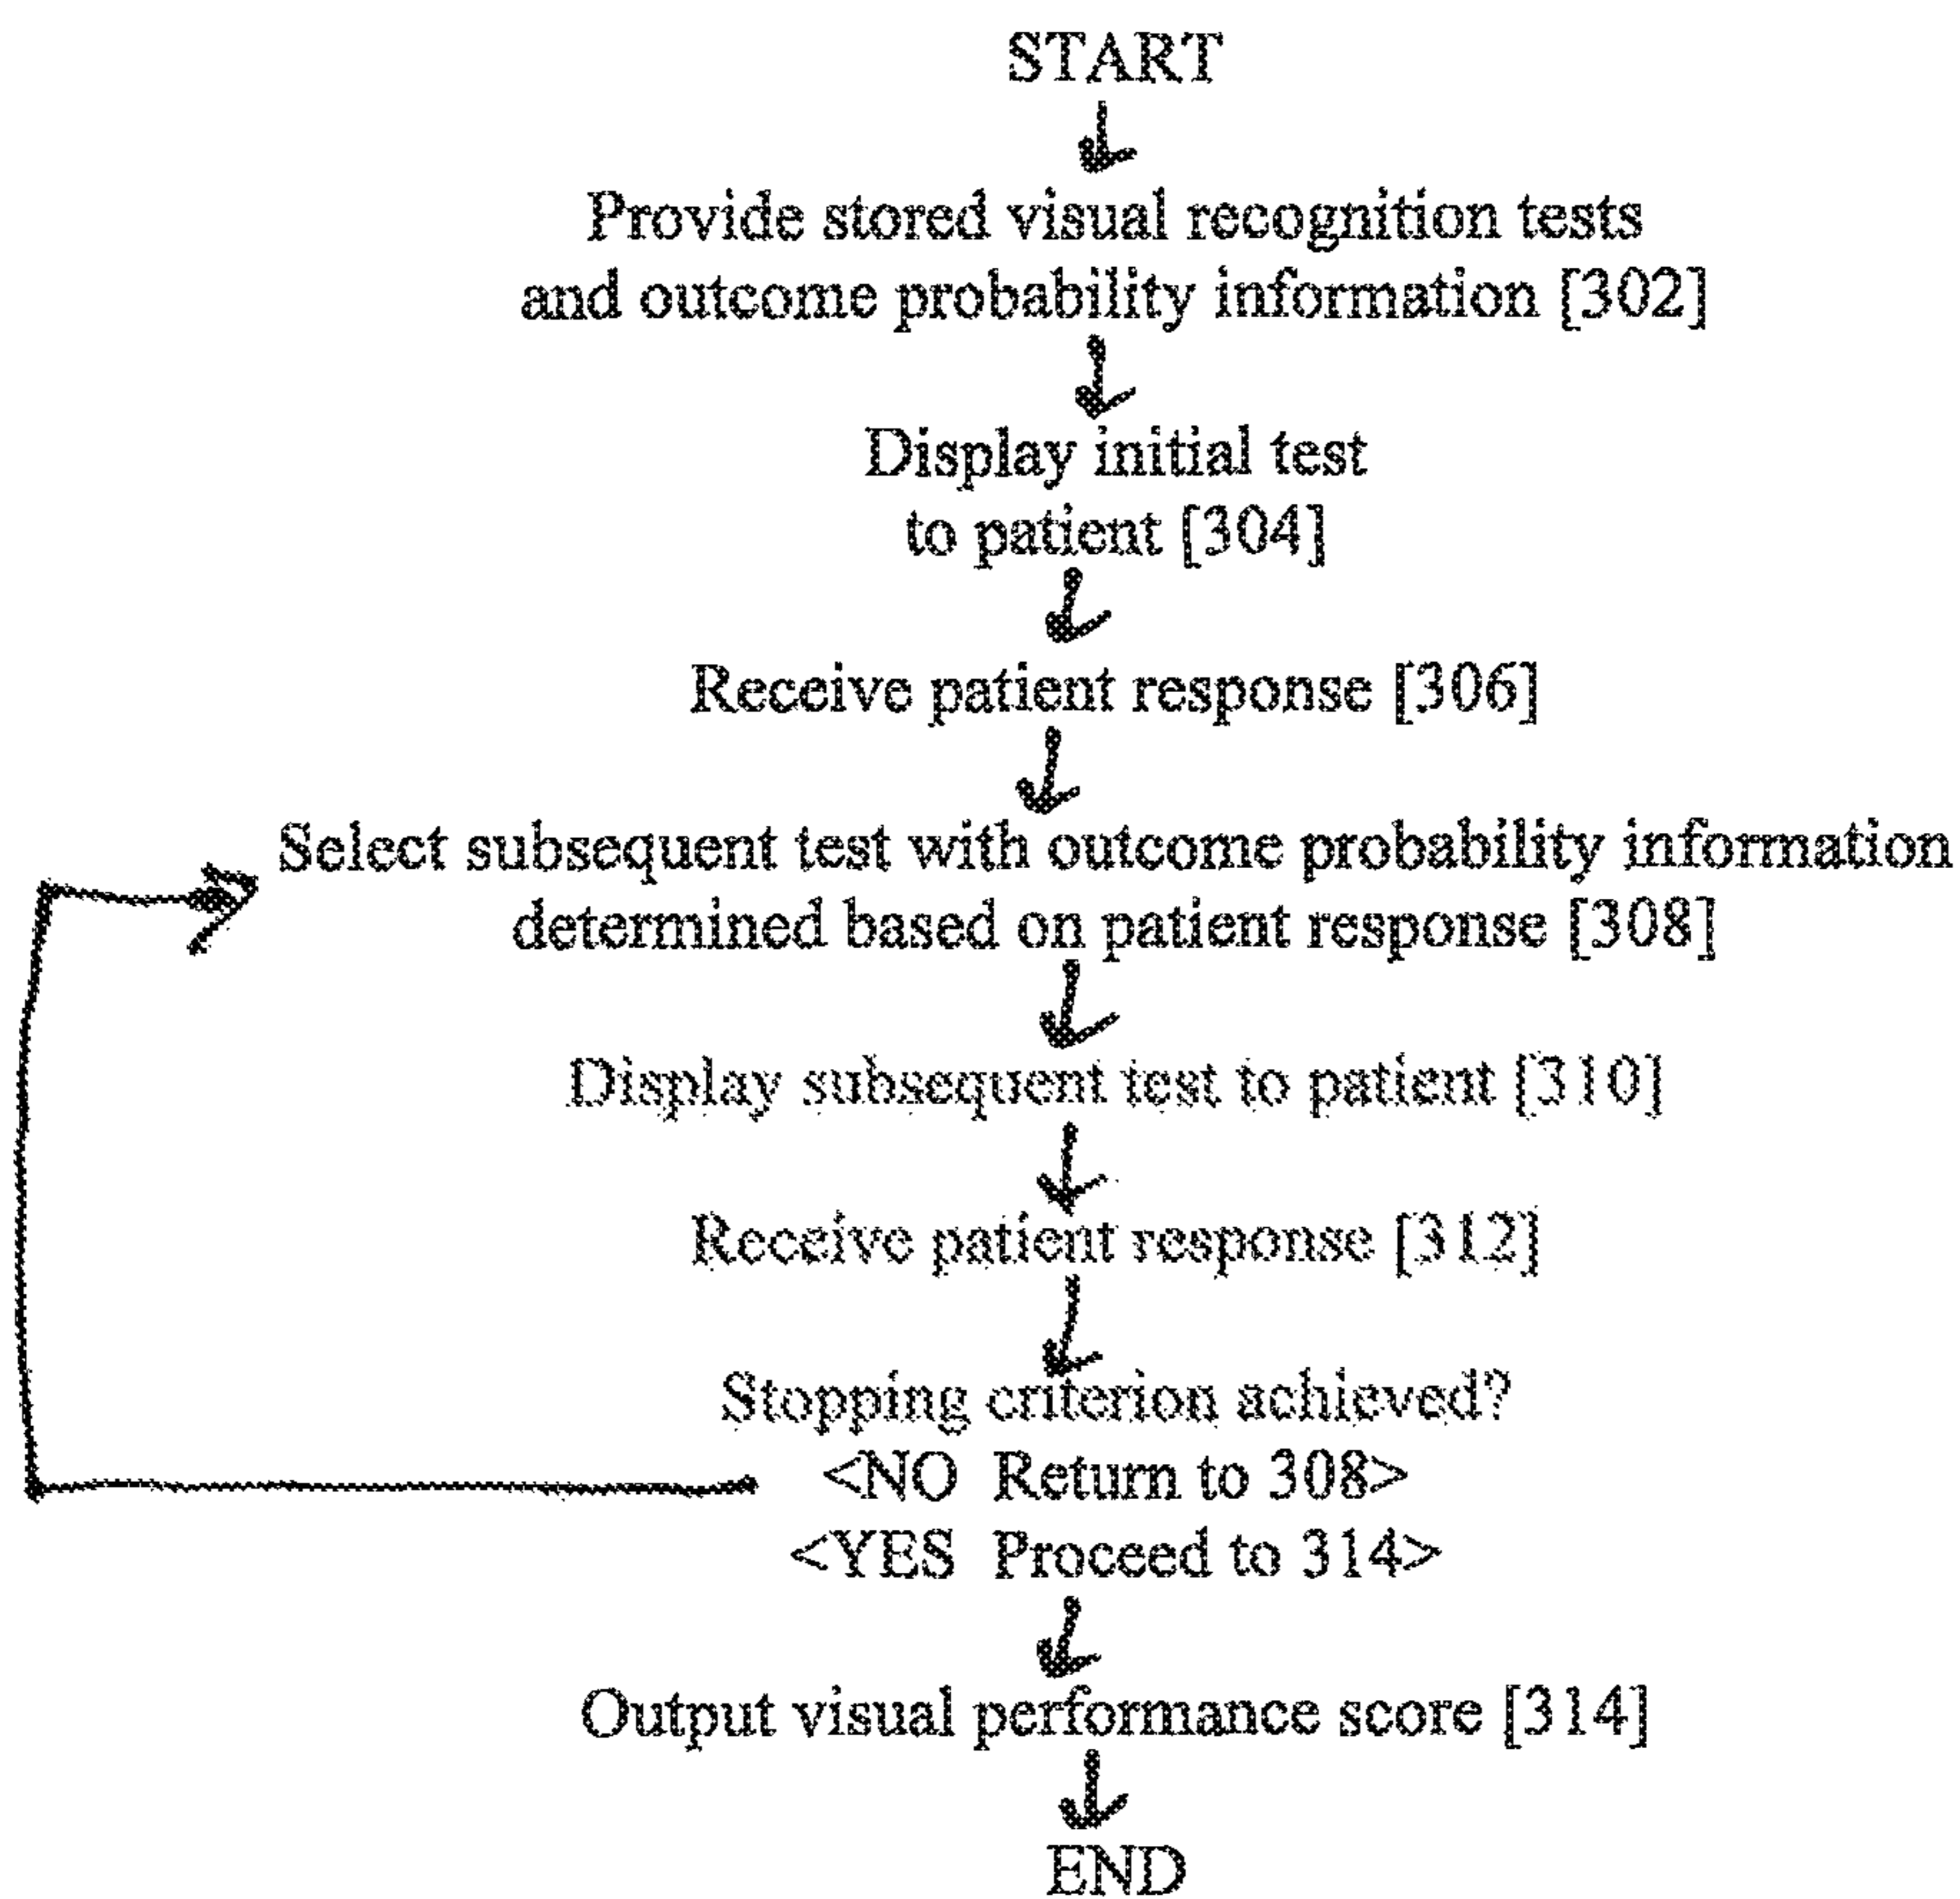 START
Provide stored visual recognition tests
and outcome probability information [302]
Display initial test
to patient [304]
Receive patient response [306]
Select subsequent test with outcome probability information
determined based on patient response [308]
Display subsequent test to patient [310]
Receive patient response [312]
Stopping criterion achieved?
<NO Return to 308>
<YES Proceed to 314>
Output visual performance score [314]
END